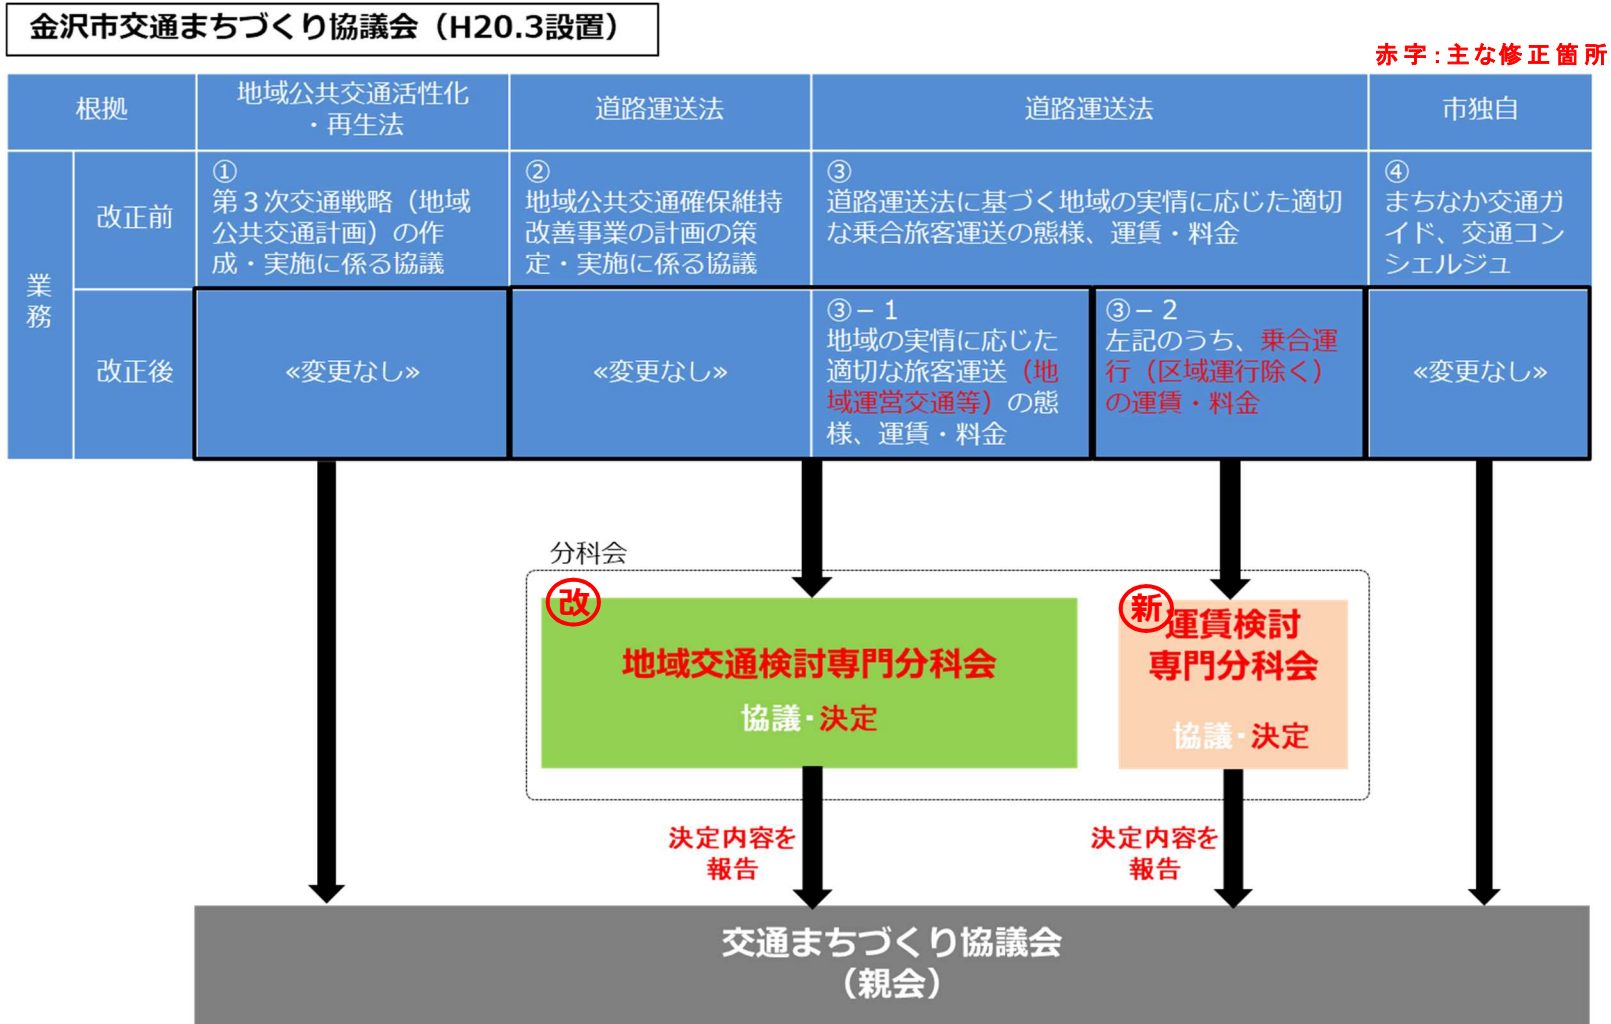 金沢市交通まちづくり協議会（H20.3設置）
赤字：主な修正箇所
根拠
地域公共交通活性化
・再生法
道路運送法
道路運送法
市独自
業
務
改正前
①
第３次交通戦略（地域
公共交通計画）の作
成・実施に係る協議
②
地域公共交通確保維持
改善事業の計画の策
定・実施に係る協議
③
道路運送法に基づく地域の実情に応じた適切
な乗合旅客運送の態様、運賃・料金
④
まちなか交通ガ
イド、交通コン
シェルジュ
改正後
≪変更なし≫
≪変更なし≫
③－１
地域の実情に応じた
適切な旅客運送（地
域運営交通等）の態
様、運賃・料金
③－２
左記のうち、乗合運
行（区域運行除く）
の運賃・料金
≪変更なし≫
分科会
改
地域交通検討専門分科会
協議・決定
新
運賃検討
専門分科会
協議・決定
決定内容を
報告
決定内容を
報告
交通まちづくり協議会
（親会）